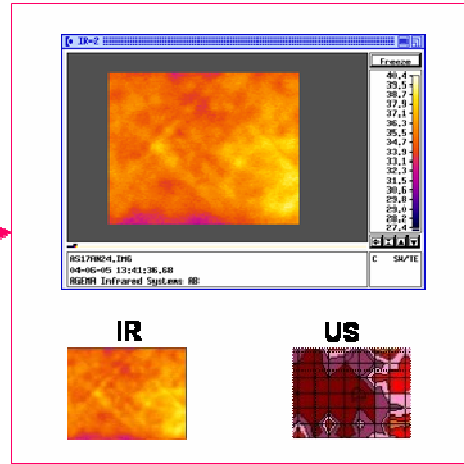 IR-2
Freeze
40.4
39.5
38.7
37.9
37.1
36.3
35.5
34.7
33.9
33.1
32.3
31.5
30.6
29.8
29.0
28.2
27.4
AS17AN24.IMG
04-06-05 13:41:36.68
AGEMA Infrared Systems AB
C SH/TE
IR
US